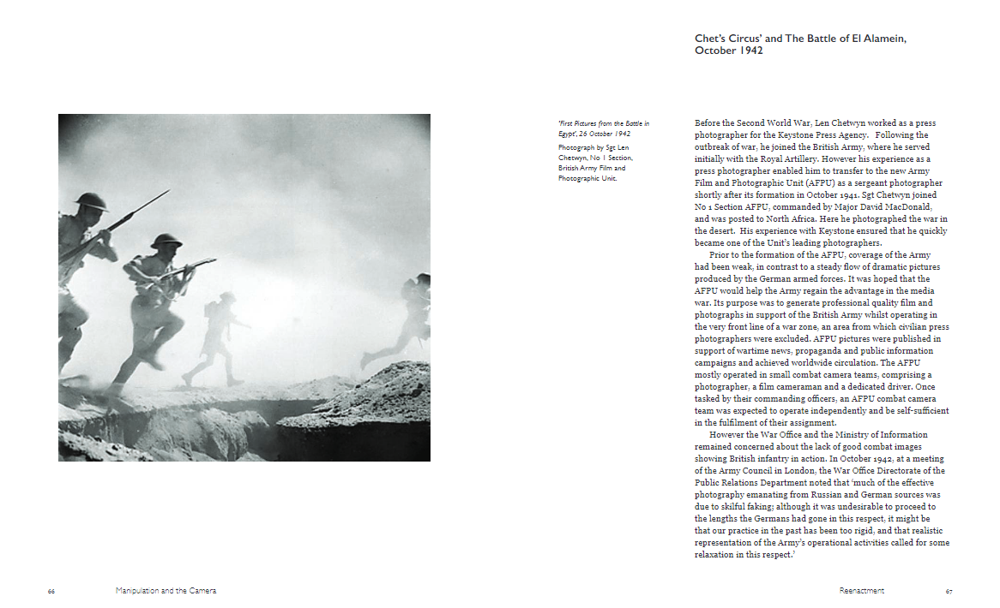 Chet's Circus' and The Battle of El Alamein,
October 1942
'First Pictures from the Battle in
Egypt', 26 October 1942
Photograph by Sgt Len
Chetwyn, No 1 Section,
British Army Film and
Photographic Unit.
Before the Second World War, Len Chetwyn worked as a press
photographer for the Keystone Press Agency.   Following the
outbreak of war, he joined the British Army, where he served
initially with the Royal Artillery. However his experience as a
press photographer enabled him to transfer to the new Army
Film and Photographic Unit (AFPU) as a sergeant photographer
shortly after its formation in October 1941. Sgt Chetwyn joined
No 1 Section AFPU, commanded by Major David MacDonald,
and was posted to North Africa. Here he photographed the war in
the desert.  His experience with Keystone ensured that he quickly
became one of the Unit's leading photographers.
Prior to the formation of the AFPU, coverage of the Army
had been weak, in contrast to a steady flow of dramatic pictures
produced by the German armed forces. It was hoped that the
AFPU would help the Army regain the advantage in the media
war. Its purpose was to generate professional quality film and
photographs in support of the British Army whilst operating in
the very front line of a war zone, an area from which civilian press
photographers were excluded. AFPU pictures were published in
support of wartime news, propaganda and public information
campaigns and achieved worldwide circulation. The AFPU
mostly operated in small combat camera teams, comprising a
photographer, a film cameraman and a dedicated driver. Once
tasked by their commanding officers, an AFPU combat camera
team was expected to operate independently and be self-sufficient
in the fulfilment of their assignment.
However the War Office and the Ministry of Information
remained concerned about the lack of good combat images
showing British infantry in action. In October 1942, at a meeting
of the Army Council in London, the War Office Directorate of the
Public Relations Department noted that 'much of the effective
photography emanating from Russian and German sources was
due to skilful faking; although it was undesirable to proceed to
the lengths the Germans had gone in this respect, it might be
that our practice in the past has been too rigid, and that realistic
representation of the Army's operational activities called for some
relaxation in this respect.'
66
Manipulation and the Camera
Reenactment
67